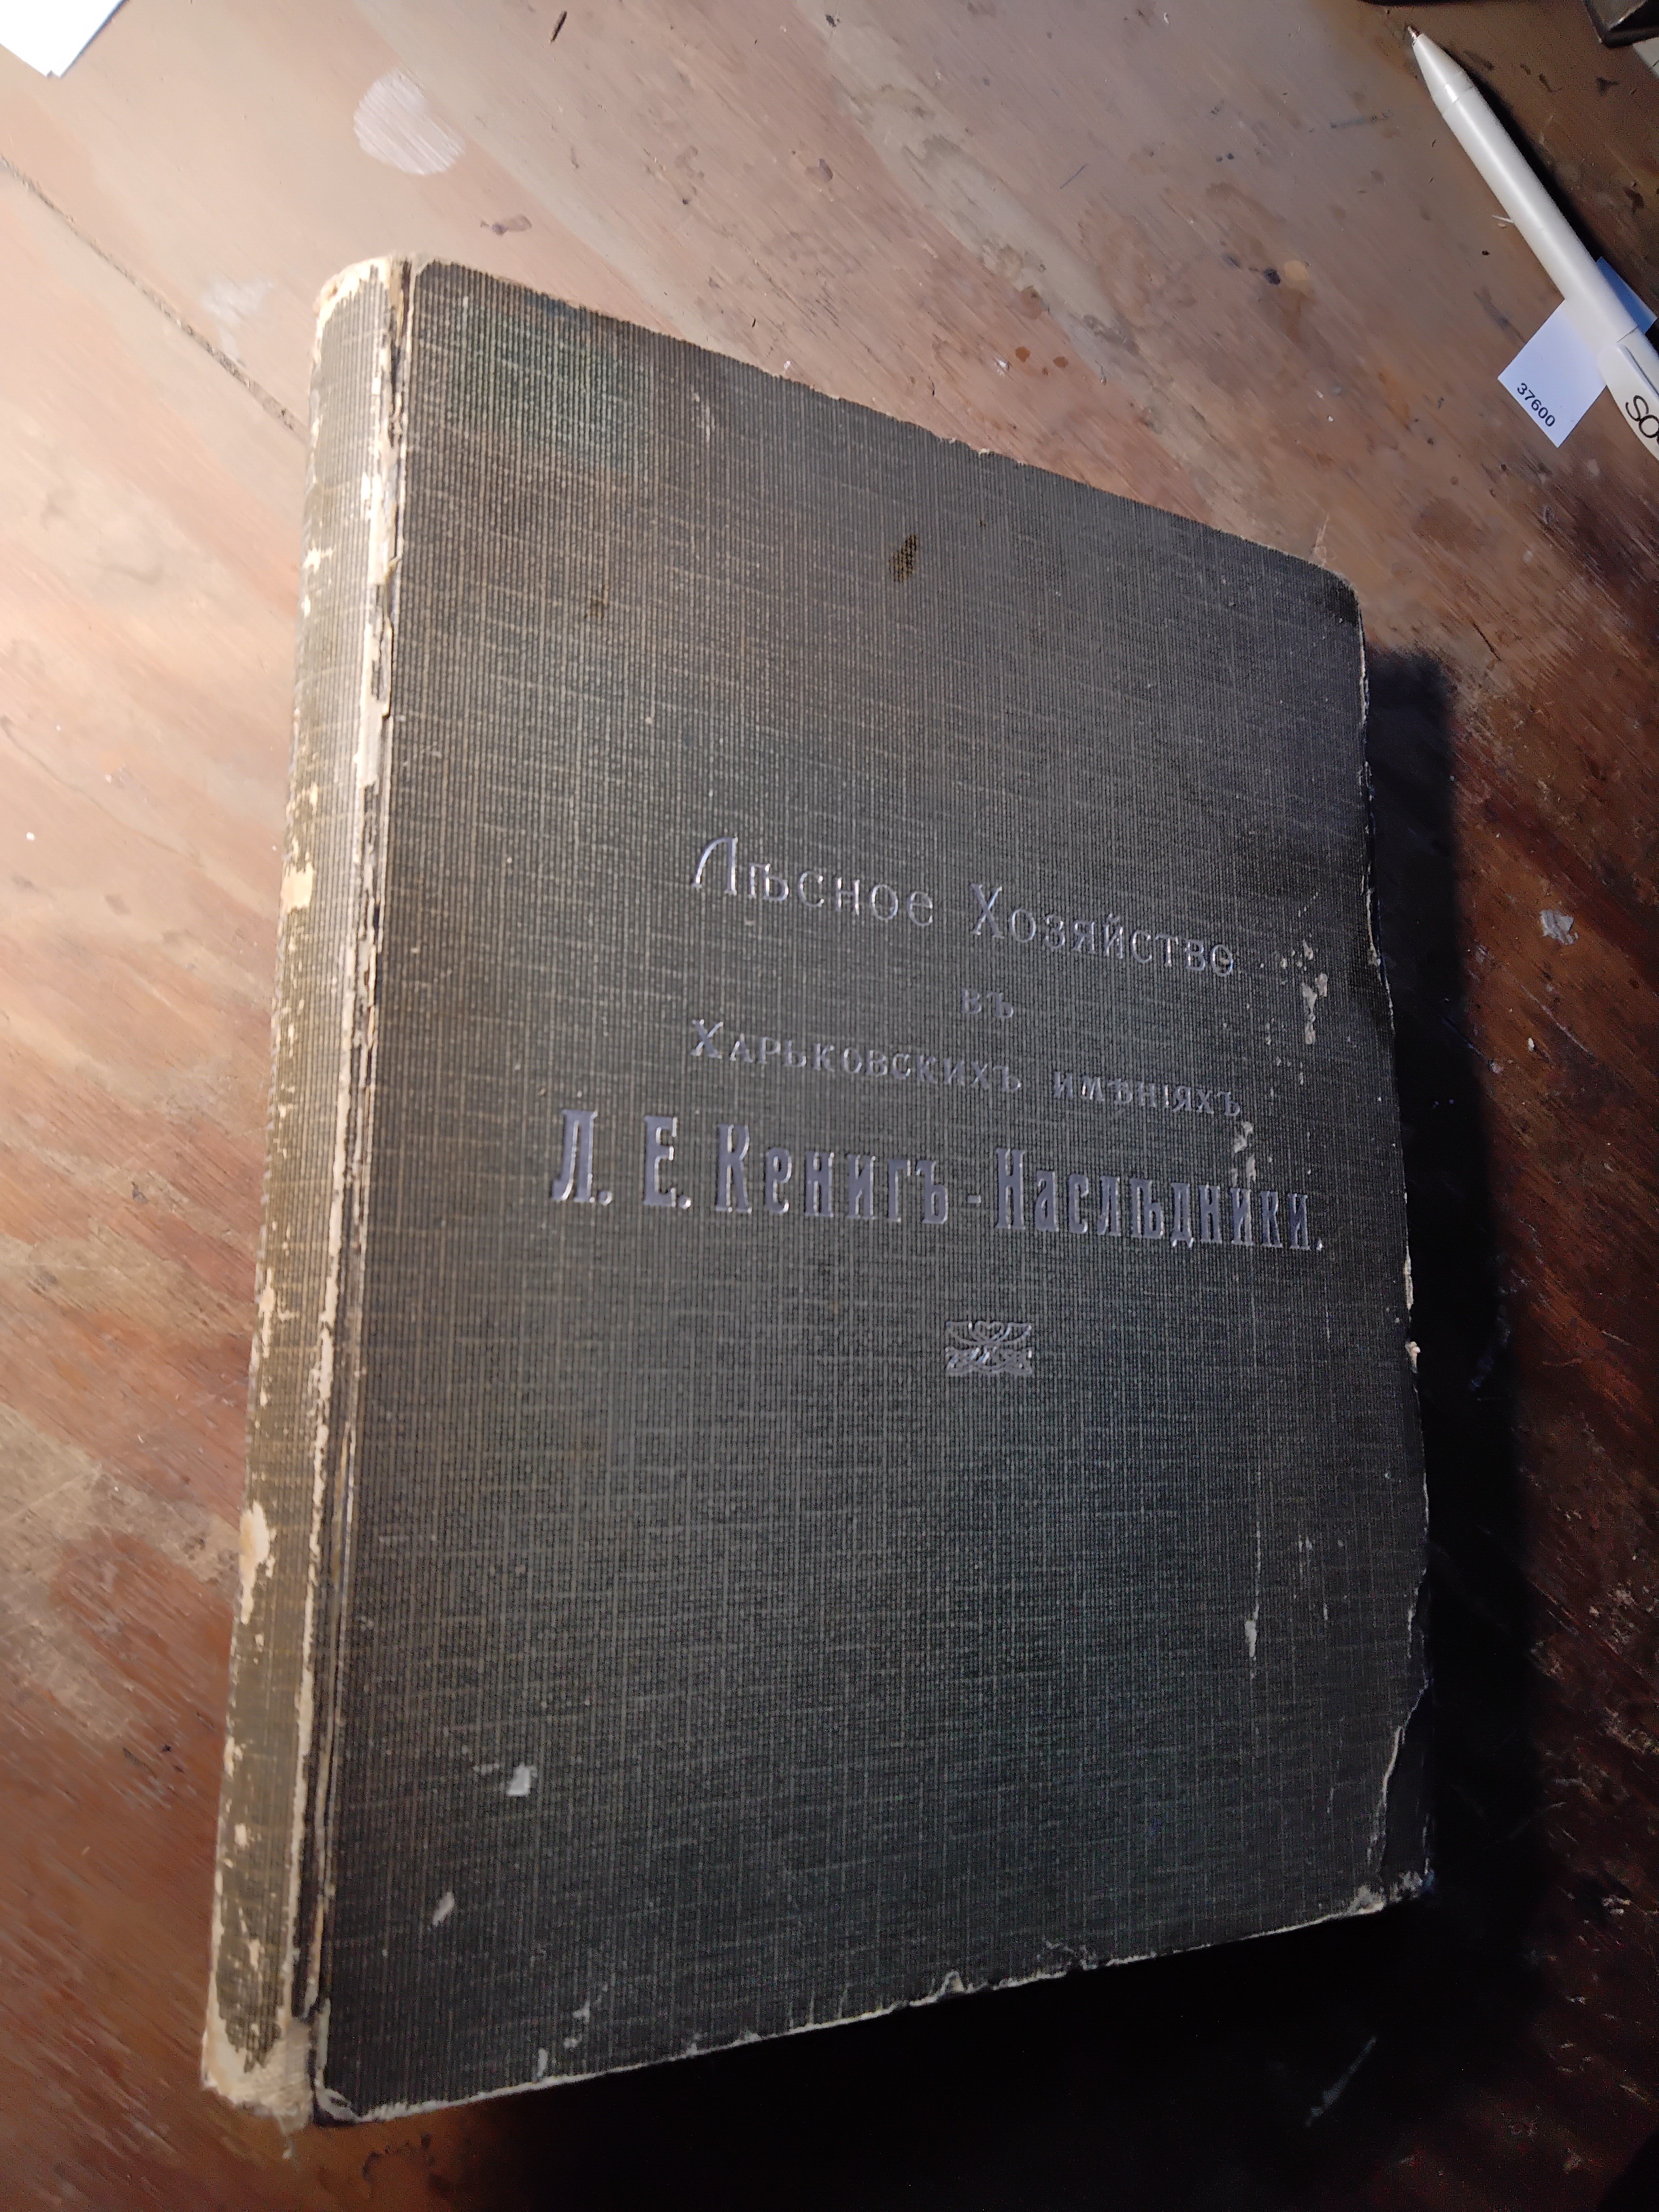 Лѣсное Хозяйство
въ
Харьковскихъ имѣніяхъ
Л. Е. Кенигъ-Наслѣдники.
37600